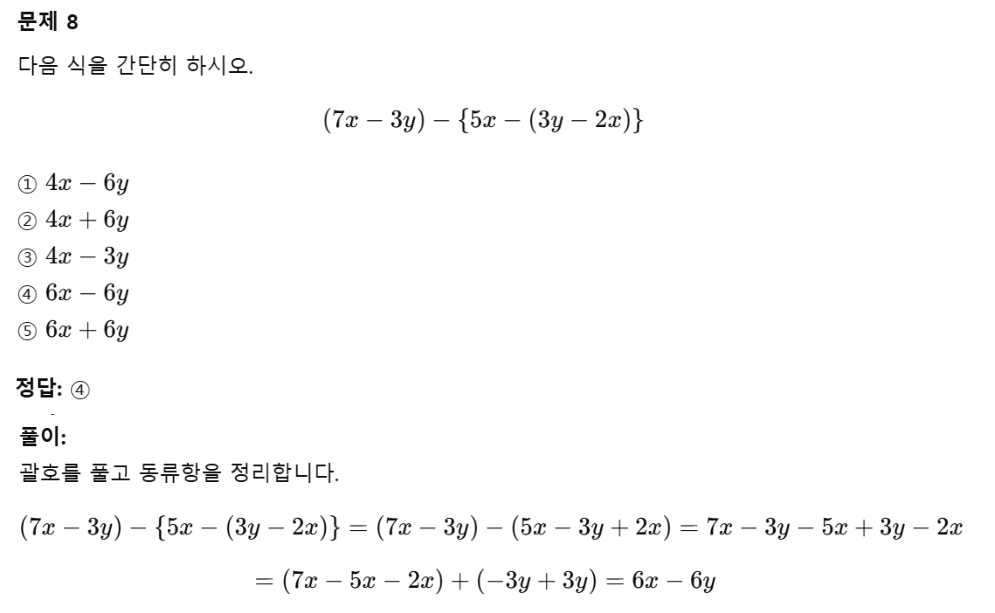 문제 8
다음 식을 간단히 하시오.
(7x − 3y) − {5x − (3y − 2x)}
① 4x − 6y
② 4x + 6y
③ 4x − 3y
④ 6x − 6y
⑤ 6x + 6y
정답: ④
풀이:
괄호를 풀고 동류항을 정리합니다.
(7x − 3y) − {5x − (3y − 2x)} = (7x − 3y) − (5x − 3y + 2x) = 7x − 3y − 5x + 3y − 2x
= (7x − 5x − 2x) + (−3y + 3y) = 6x − 6y